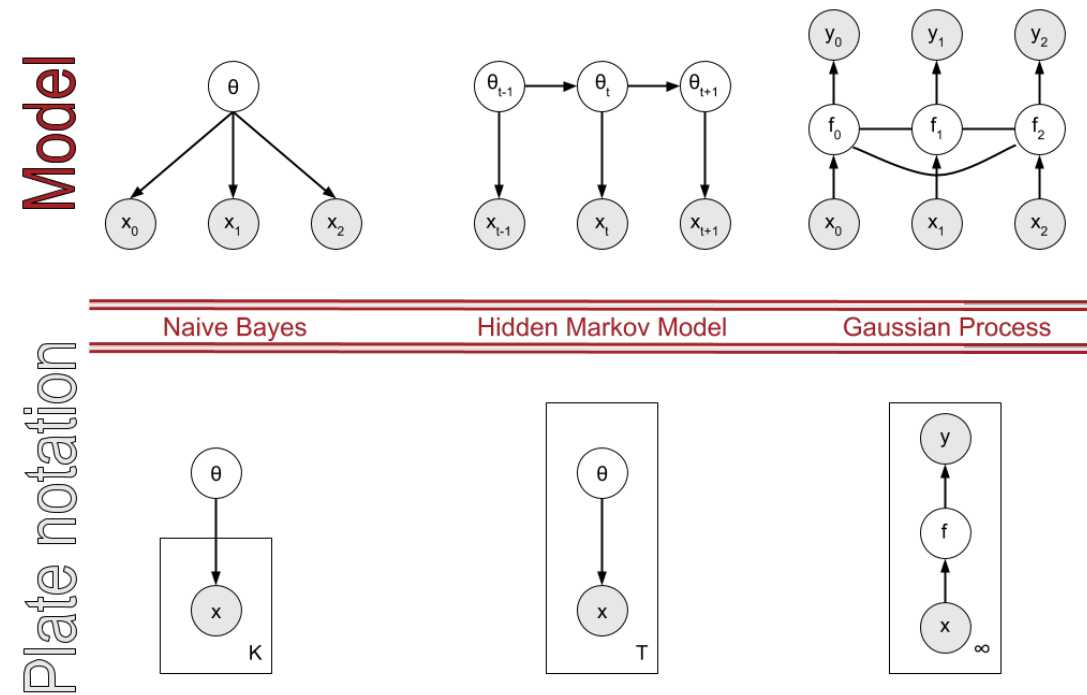 Model
θ
x₀ x₁ x₂
θₜ₋₁ θₜ θₜ₊₁
xₜ₋₁ xₜ xₜ₊₁
y₀ y₁ y₂
f₀ f₁ f₂
x₀ x₁ x₂
Naive Bayes Hidden Markov Model Gaussian Process
Plate notation
θ
x
K
θ
x
T
y
f
x
∞